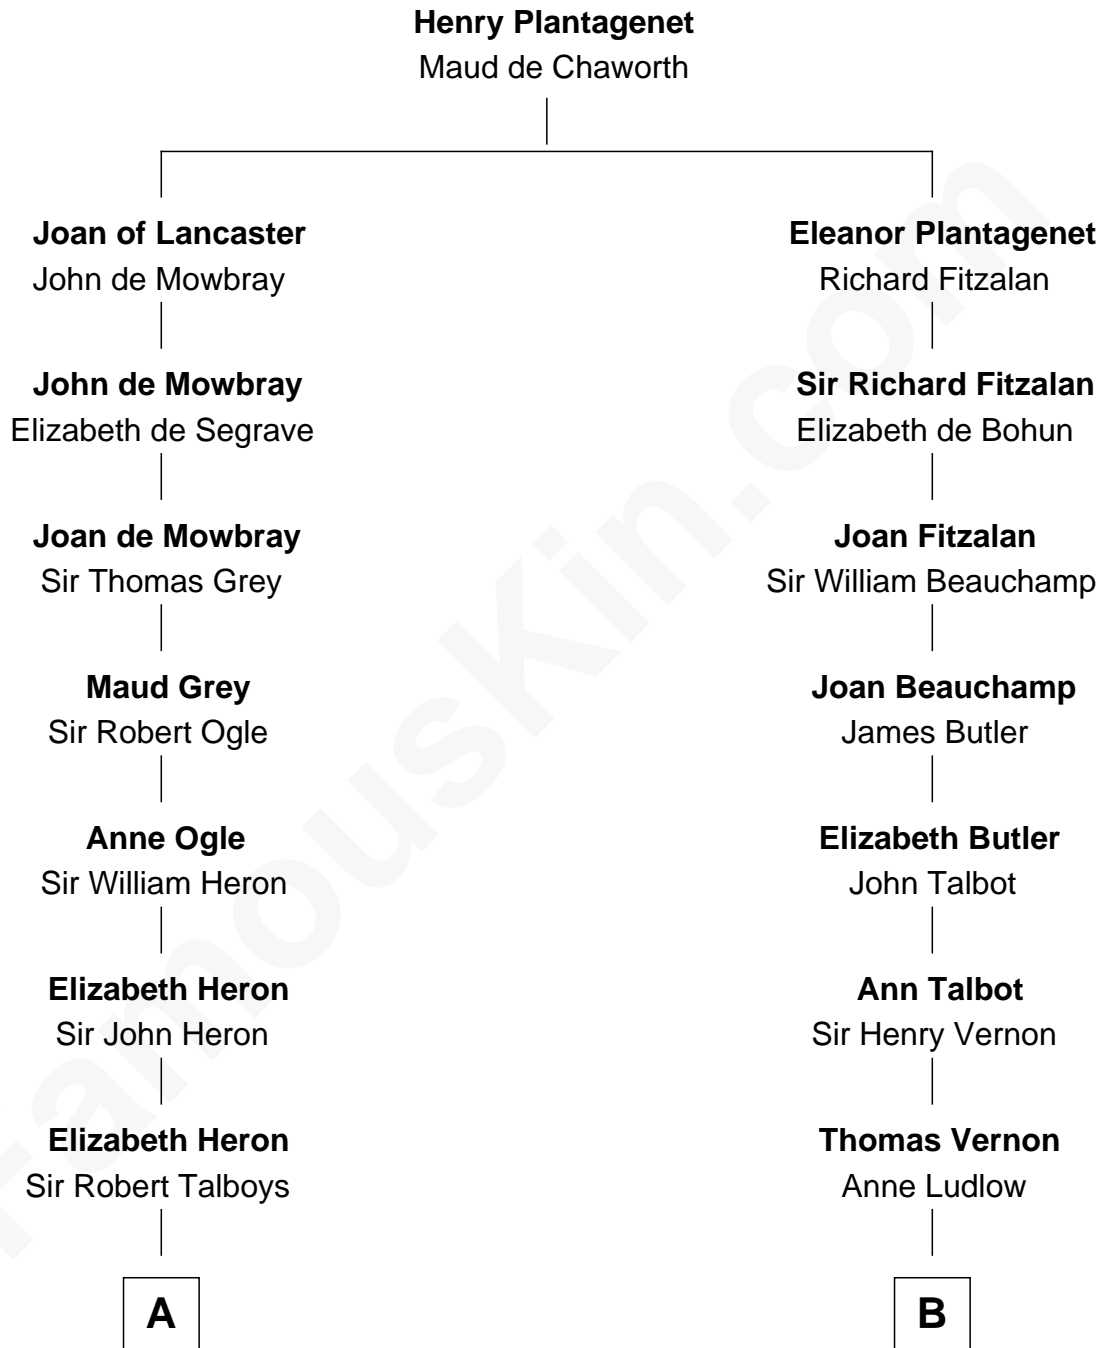 Henry Plantagenet
Maud de Chaworth
Joan of Lancaster
John de Mowbray
John de Mowbray
Elizabeth de Segrave
Joan de Mowbray
Sir Thomas Grey
Maud Grey
Sir Robert Ogle
Anne Ogle
Sir William Heron
Elizabeth Heron
Sir John Heron
Elizabeth Heron
Sir Robert Talboys
A
Eleanor Plantagenet
Richard Fitzalan
Sir Richard Fitzalan
Elizabeth de Bohun
Joan Fitzalan
Sir William Beauchamp
Joan Beauchamp
James Butler
Elizabeth Butler
John Talbot
Ann Talbot
Sir Henry Vernon
Thomas Vernon
Anne Ludlow
B
FamousKin.com